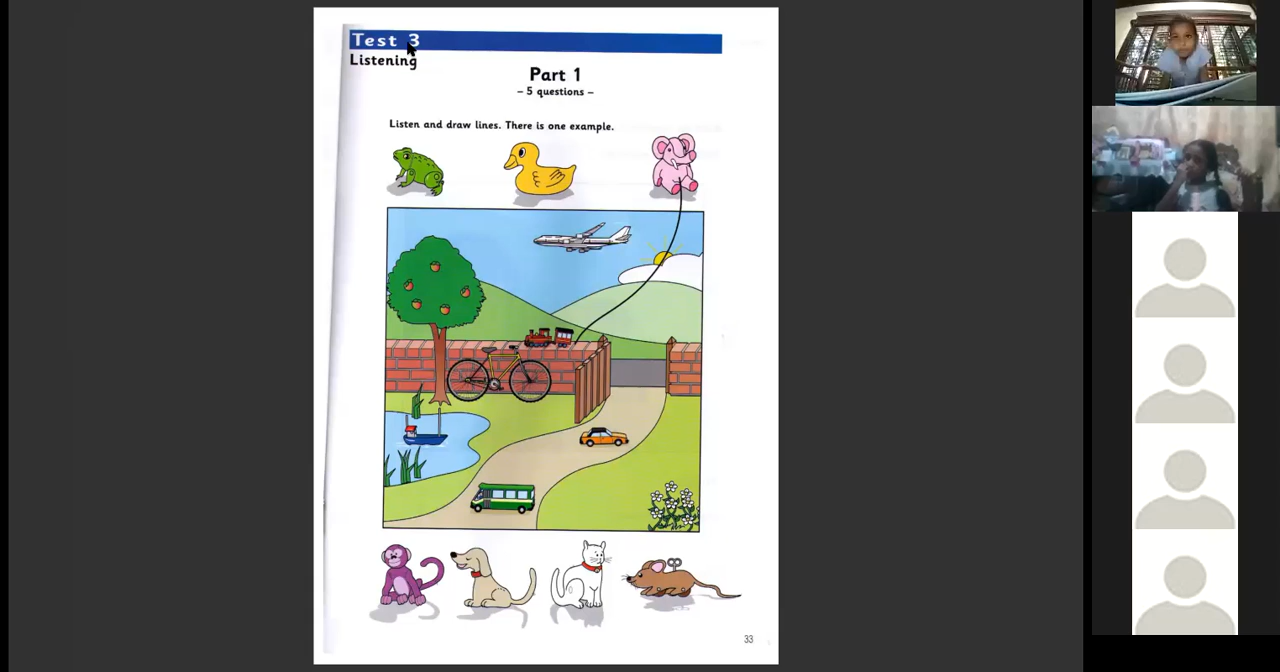 Test 3
Listening
Part 1
– 5 questions –
Listen and draw lines. There is one example.
33